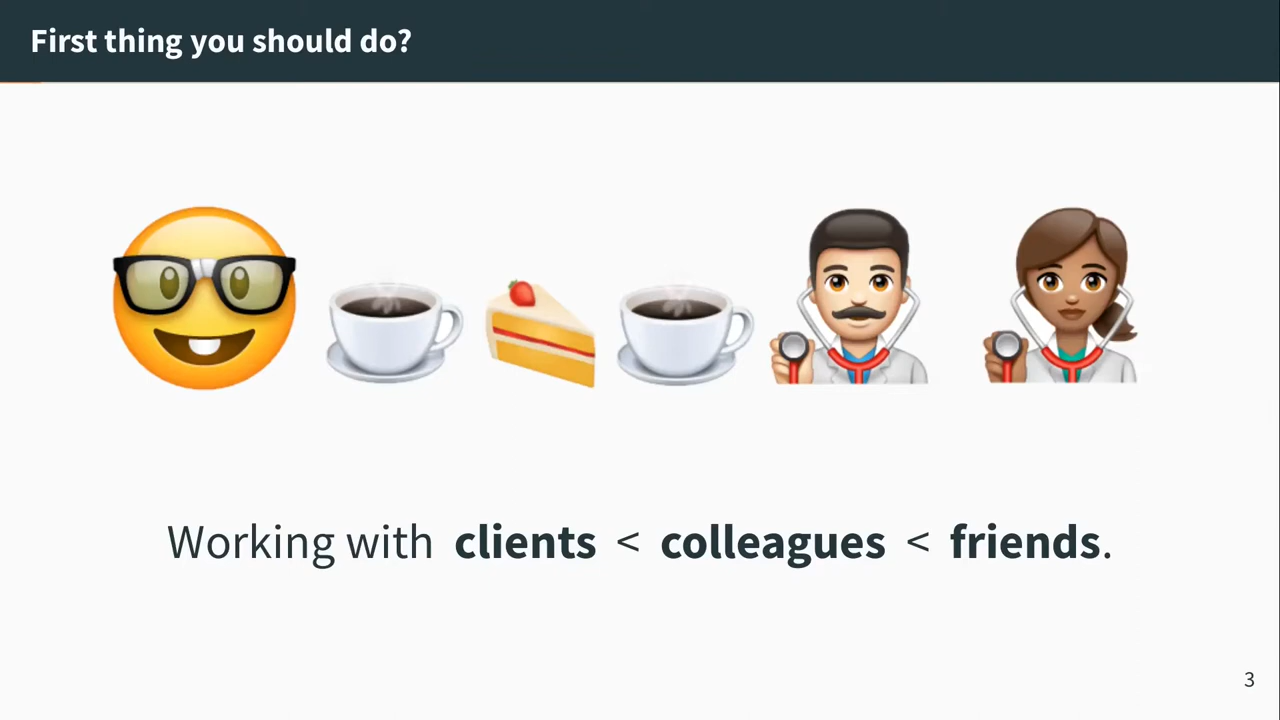 First thing you should do?
Working with clients < colleagues < friends.
3